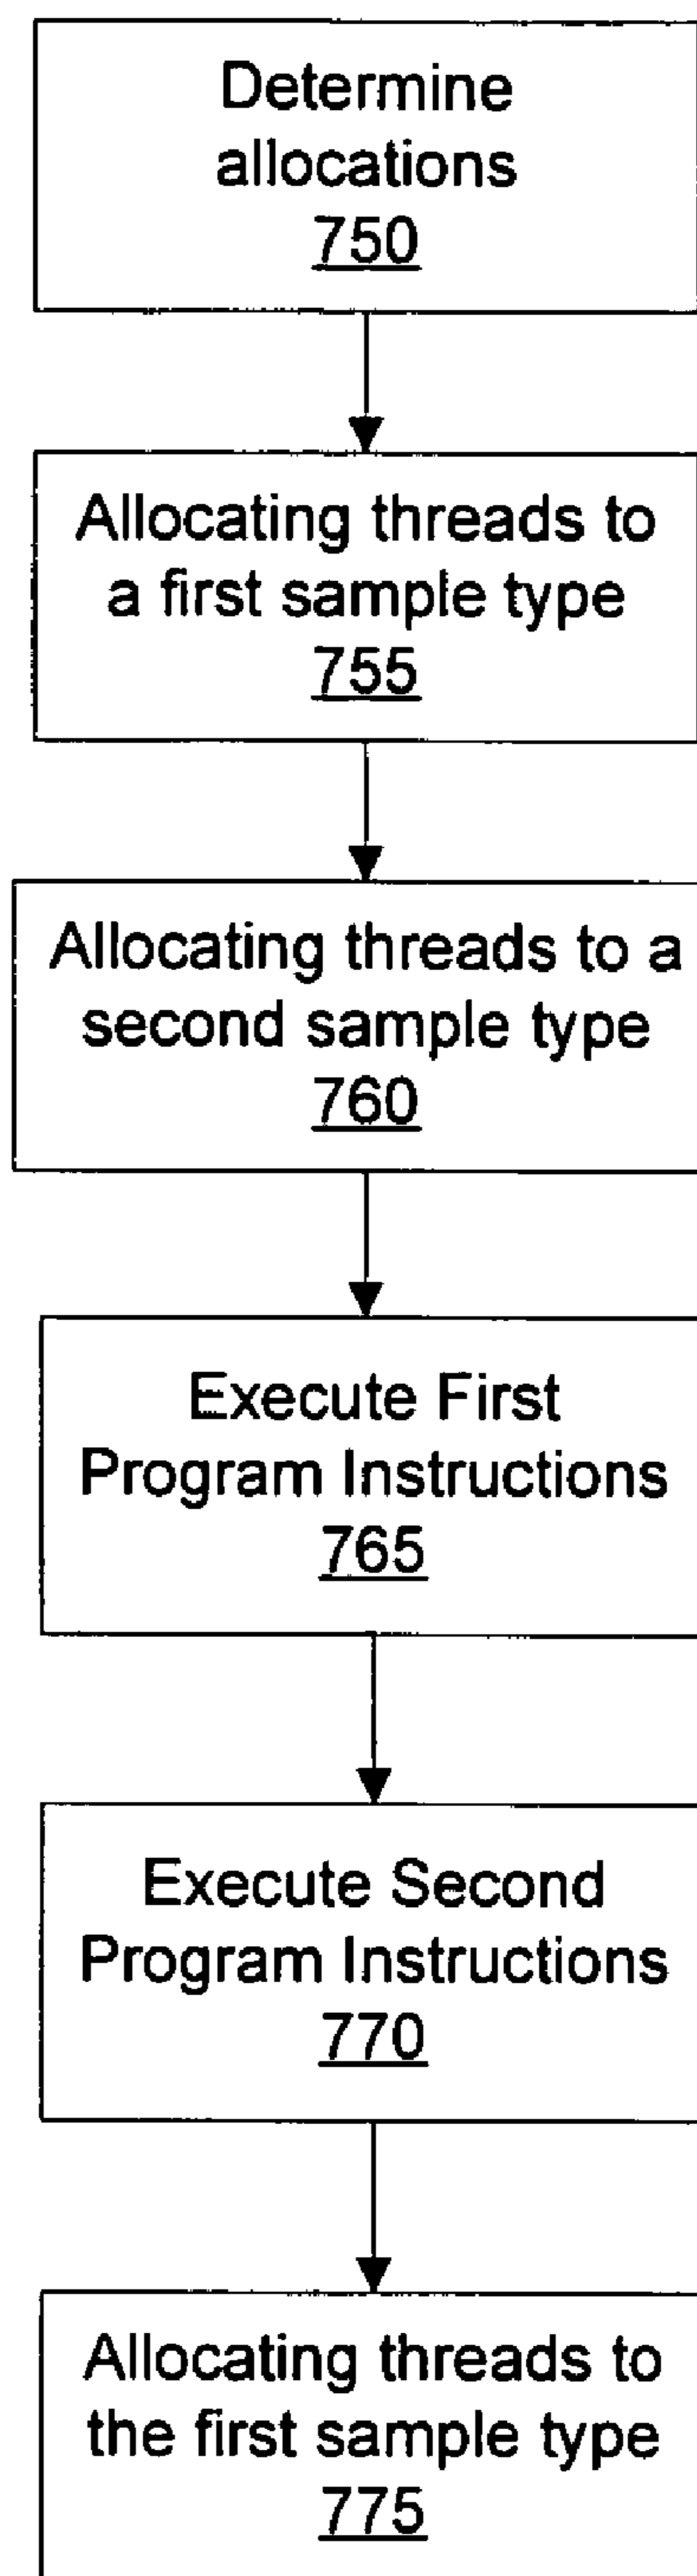 Determine
allocations
750
Allocating threads to
a first sample type
755
Allocating threads to a
second sample type
760
Execute First
Program Instructions
765
Execute Second
Program Instructions
770
Allocating threads to
the first sample type
775